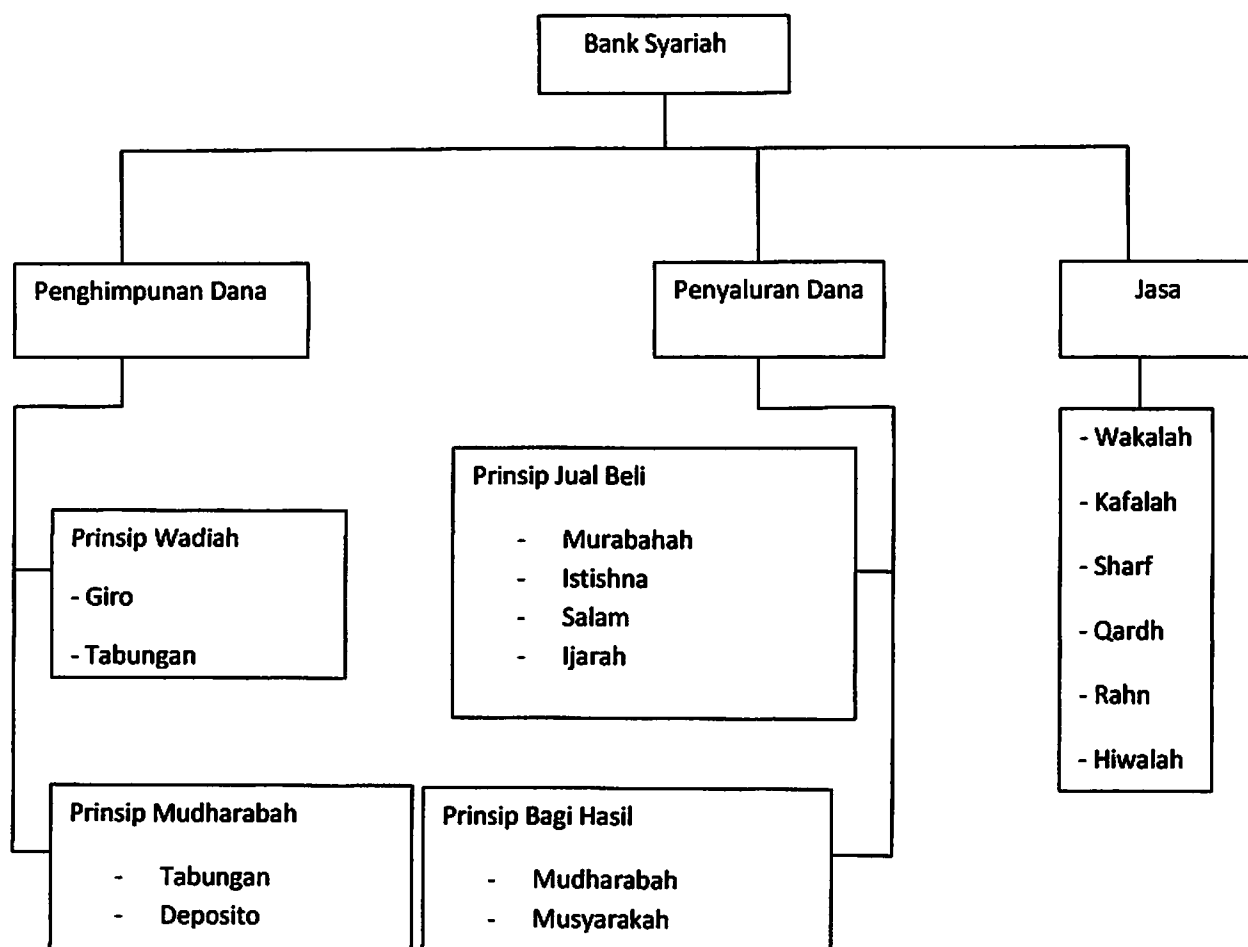 Bank Syariah
Penghimpunan Dana
Penyaluran Dana
Jasa
Prinsip Wadiah
- Giro
- Tabungan
Prinsip Mudharabah
- Tabungan
- Deposito
Prinsip Jual Beli
- Murabahah
- Istishna
- Salam
- Ijarah
Prinsip Bagi Hasil
- Mudharabah
- Musyarakah
- Wakalah
- Kafalah
- Sharf
- Qardh
- Rahn
- Hiwalah